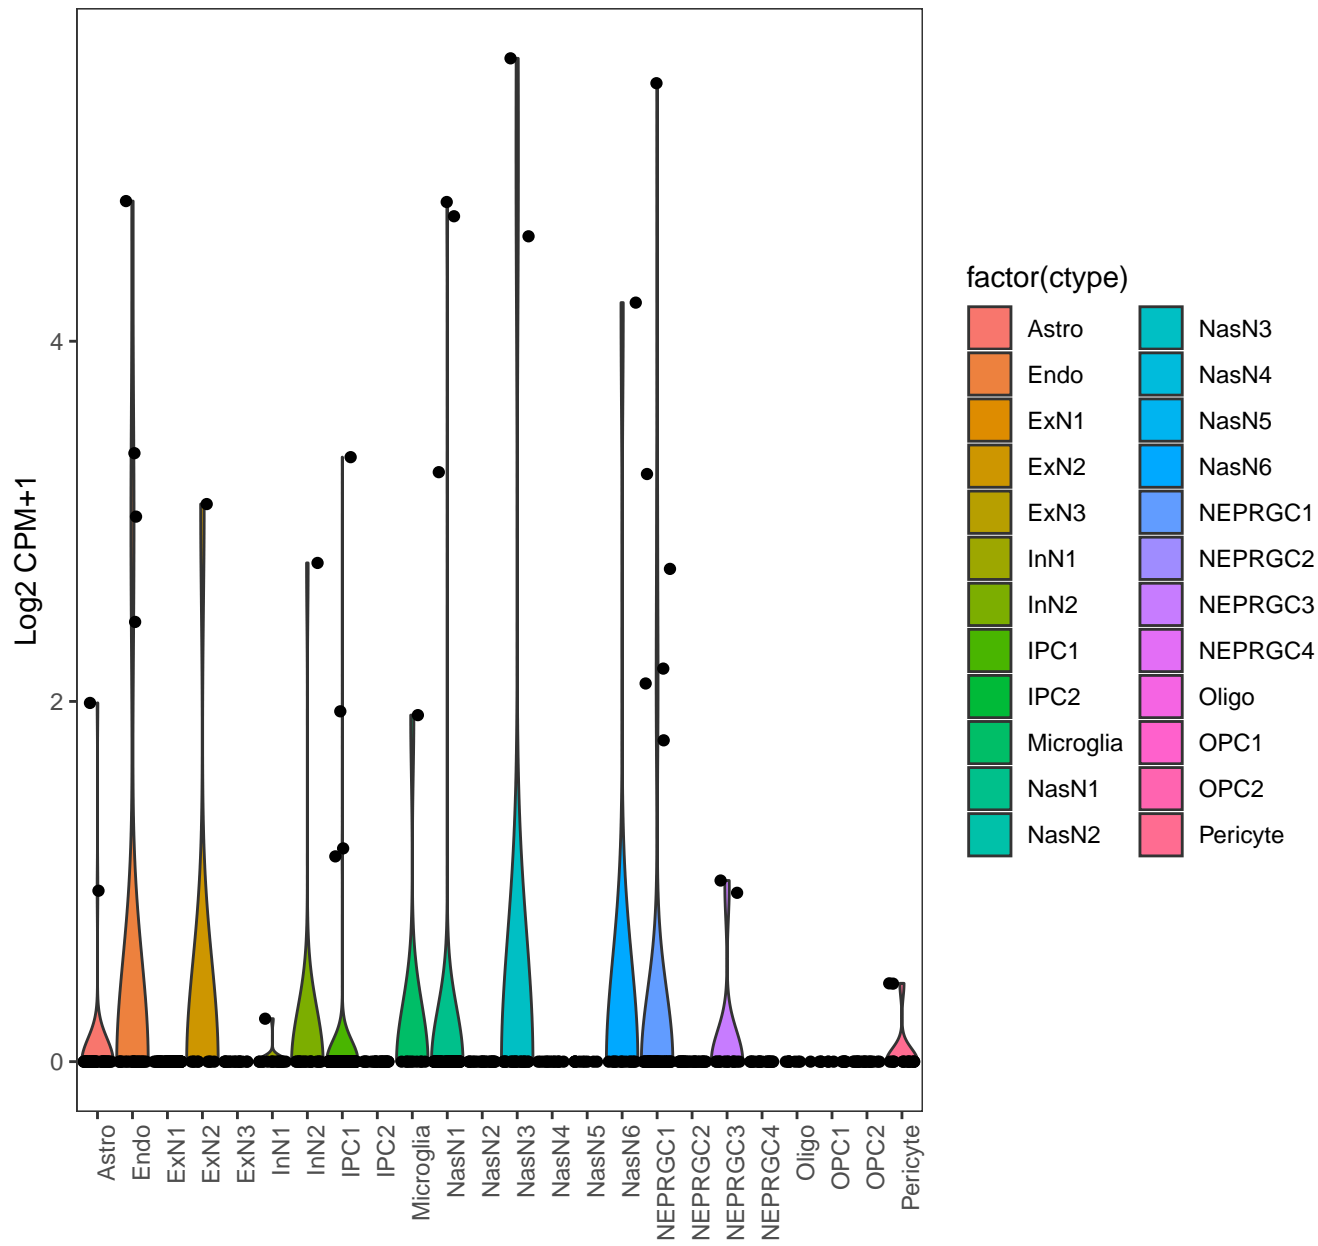 Log2 CPM+1
4
2
0
Astro
Endo
ExN1
ExN2
ExN3
InN1
InN2
IPC1
IPC2
Microglia
NasN1
NasN2
NasN3
NasN4
NasN5
NasN6
NEPRGC1
NEPRGC2
NEPRGC3
NEPRGC4
Oligo
OPC1
OPC2
Pericyte
factor(ctype)
Astro
Endo
ExN1
ExN2
ExN3
InN1
InN2
IPC1
IPC2
Microglia
NasN1
NasN2
NasN3
NasN4
NasN5
NasN6
NEPRGC1
NEPRGC2
NEPRGC3
NEPRGC4
Oligo
OPC1
OPC2
Pericyte